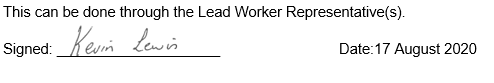 This can be done through the Lead Worker Representative(s).
Signed: Kevin Lewis Date:17 August 2020